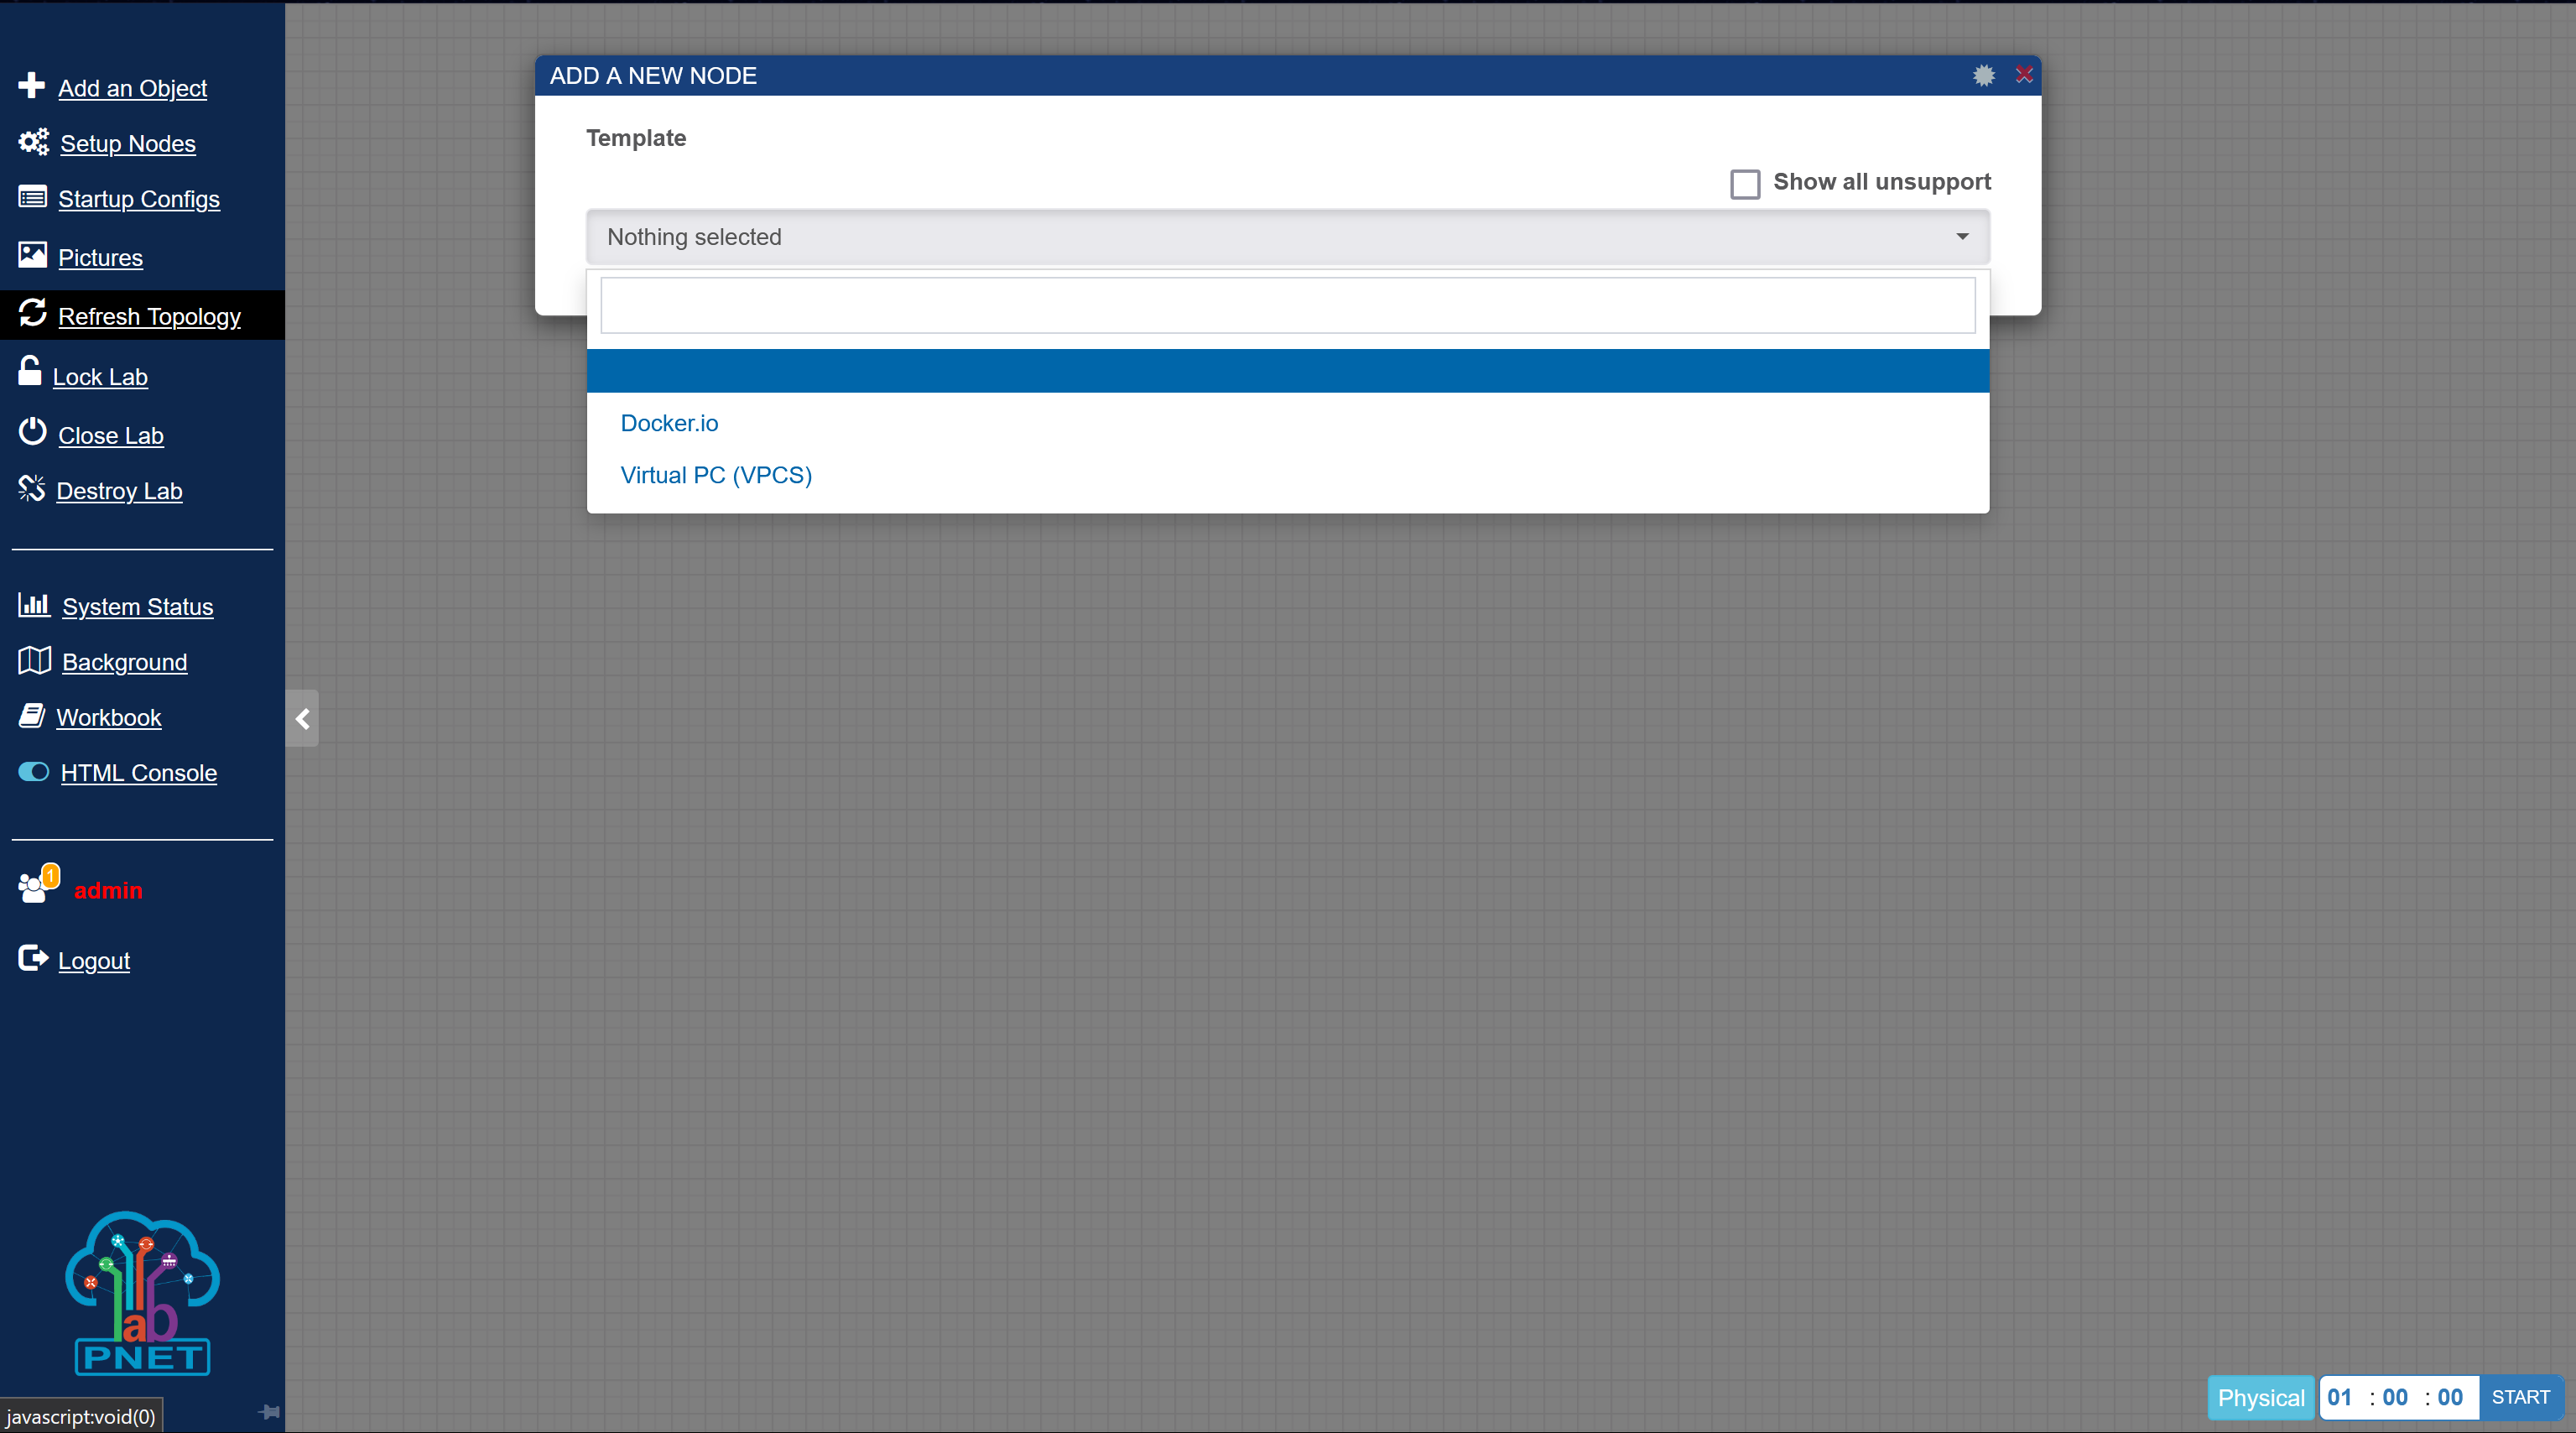 Add an Object
Setup Nodes
Startup Configs
Pictures
Refresh Topology
Lock Lab
Close Lab
Destroy Lab
System Status
Background
Workbook
HTML Console
1
admin
Logout
lab
PNET
javascript:void(0)
ADD A NEW NODE
Template
Show all unsupport
Nothing selected
Docker.io
Virtual PC (VPCS)
Physical 01 : 00 : 00 START